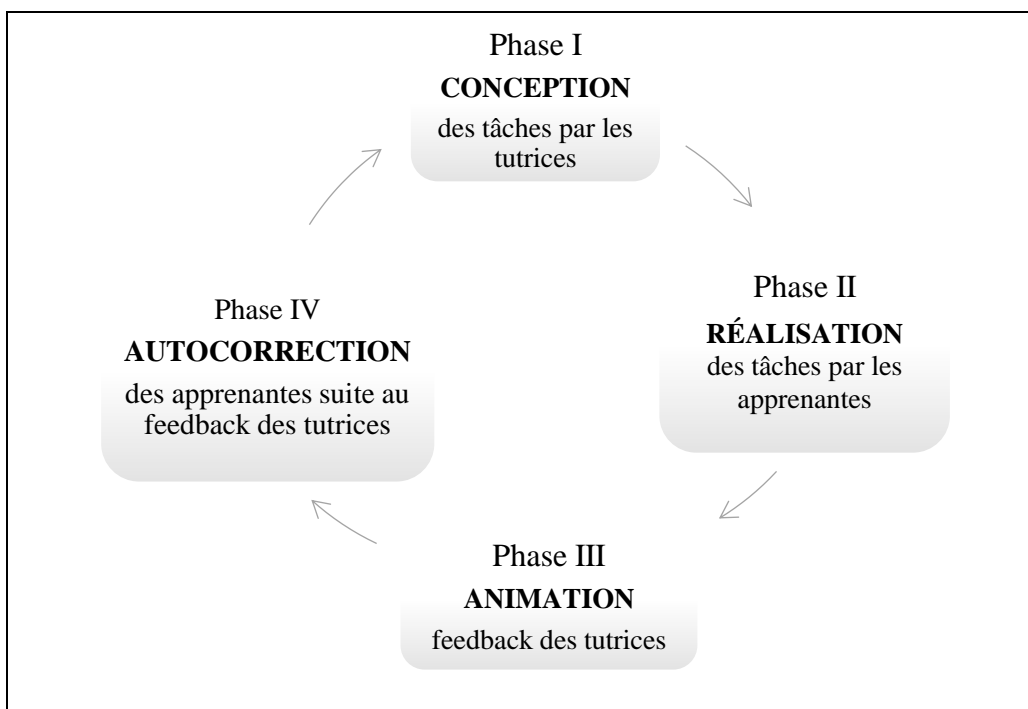 Phase I
CONCEPTION
des tâches par les
tutrices
Phase II
RÉALISATION
des tâches par les
apprenantes
Phase III
ANIMATION
feedback des tutrices
Phase IV
AUTOCORRECTION
des apprenantes suite au
feedback des tutrices